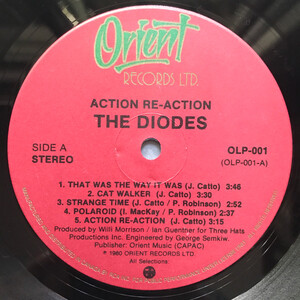 Orient
RECORDS LTD.
ACTION RE-ACTION
THE DIODES
SIDE A
STEREO
OLP-001
(OLP-001-A)
1. THAT WAS THE WAY IT WAS (J. Catto) 3:46
2. CAT WALKER (J. Catto) 3:30
3. STRANGE TIME (J. Catto / P. Robinson) 3:52
4. POLAROID (I. MacKay / P. Robinson) 2:37
5. ACTION RE-ACTION (J. Catto) 3:15
Produced by Willi Morrison / Ian Guenther for Three Hats
Productions Inc. Engineered by George Semkiw.
Publisher: Orient Music (CAPAC)
℗ 1980 ORIENT RECORDS LTD.
All Selections